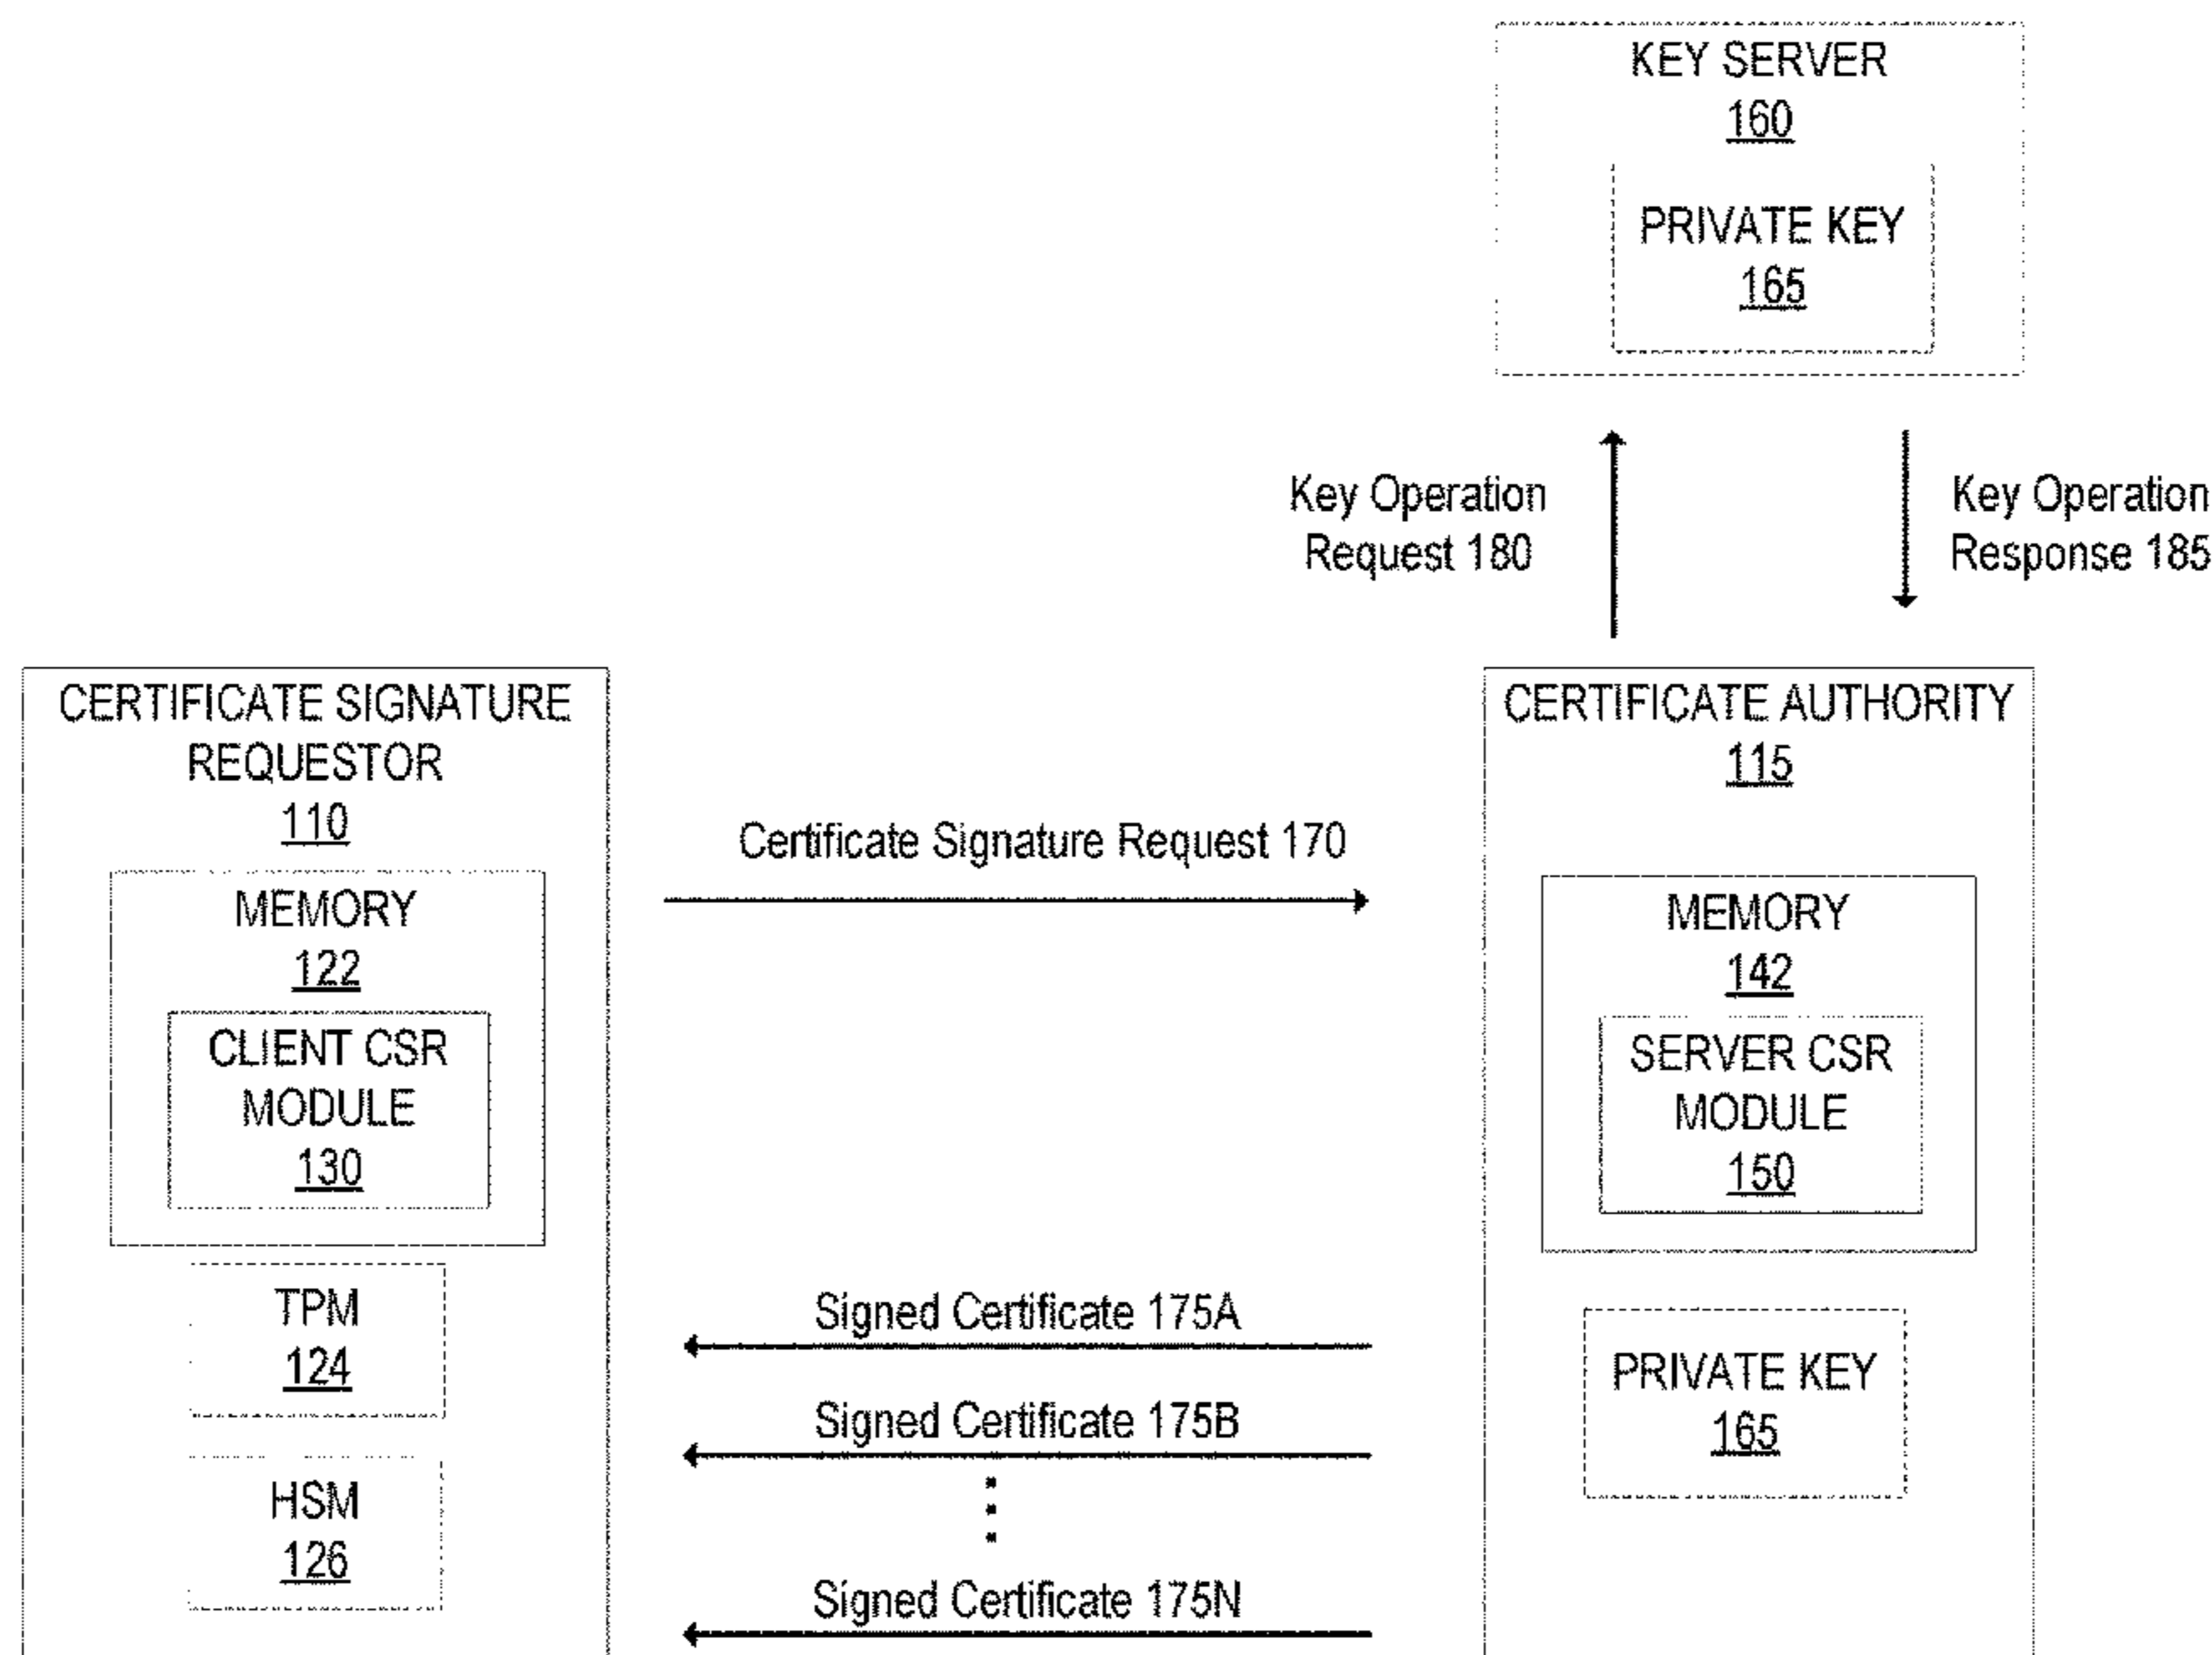 KEY SERVER
160
PRIVATE KEY
165
Key Operation
Request 180
Key Operation
Response 185
CERTIFICATE SIGNATURE
REQUESTOR
110
MEMORY
122
CLIENT CSR
MODULE
130
TPM
124
HSM
126
Certificate Signature Request 170
Signed Certificate 175A
Signed Certificate 175B
Signed Certificate 175N
CERTIFICATE AUTHORITY
115
MEMORY
142
SERVER CSR
MODULE
150
PRIVATE KEY
165